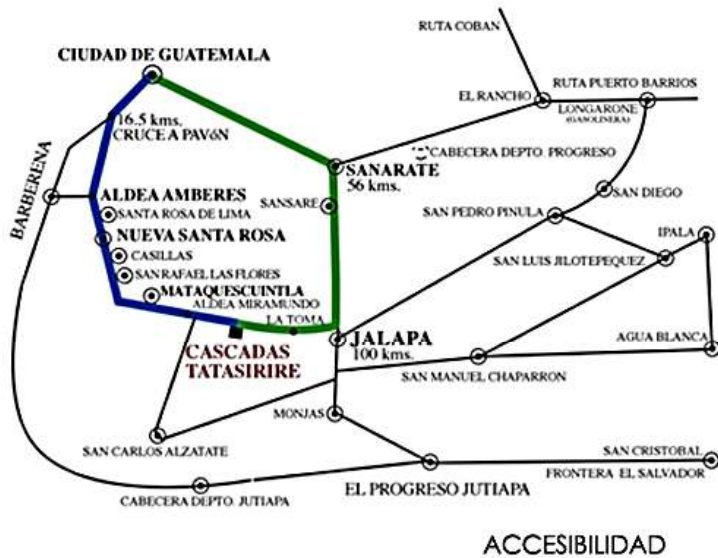 RUTA COBAN
CIUDAD DE GUATEMALA
RUTA PUERTO BARRIOS
EL RANCHO
LONGARONE
(GASOLINERA)
16.5 kms.
CRUCE A PAVóN
CABECERA DEPTO. PROGRESO
SANARATE
56 kms.
BARBERENA
ALDEA AMBERES
SANTA ROSA DE LIMA
SANSARE
SAN DIEGO
SAN PEDRO PINULA
NUEVA SANTA ROSA
IPALA
CASILLAS
SAN LUIS JILOTEPEQUEZ
SAN RAFAEL LAS FLORES
MATAQUESCUINTLA
ALDEA MIRAMUNDO
LA TOMA
JALAPA
100 kms.
AGUA BLANCA
CASCADAS
TATASIRIRE
SAN MANUEL CHAPARRON
MONJAS
SAN CARLOS ALZATATE
SAN CRISTOBAL
FRONTERA EL SALVADOR
EL PROGRESO JUTIAPA
CABECERA DEPTO. JUTIAPA
ACCESIBILIDAD